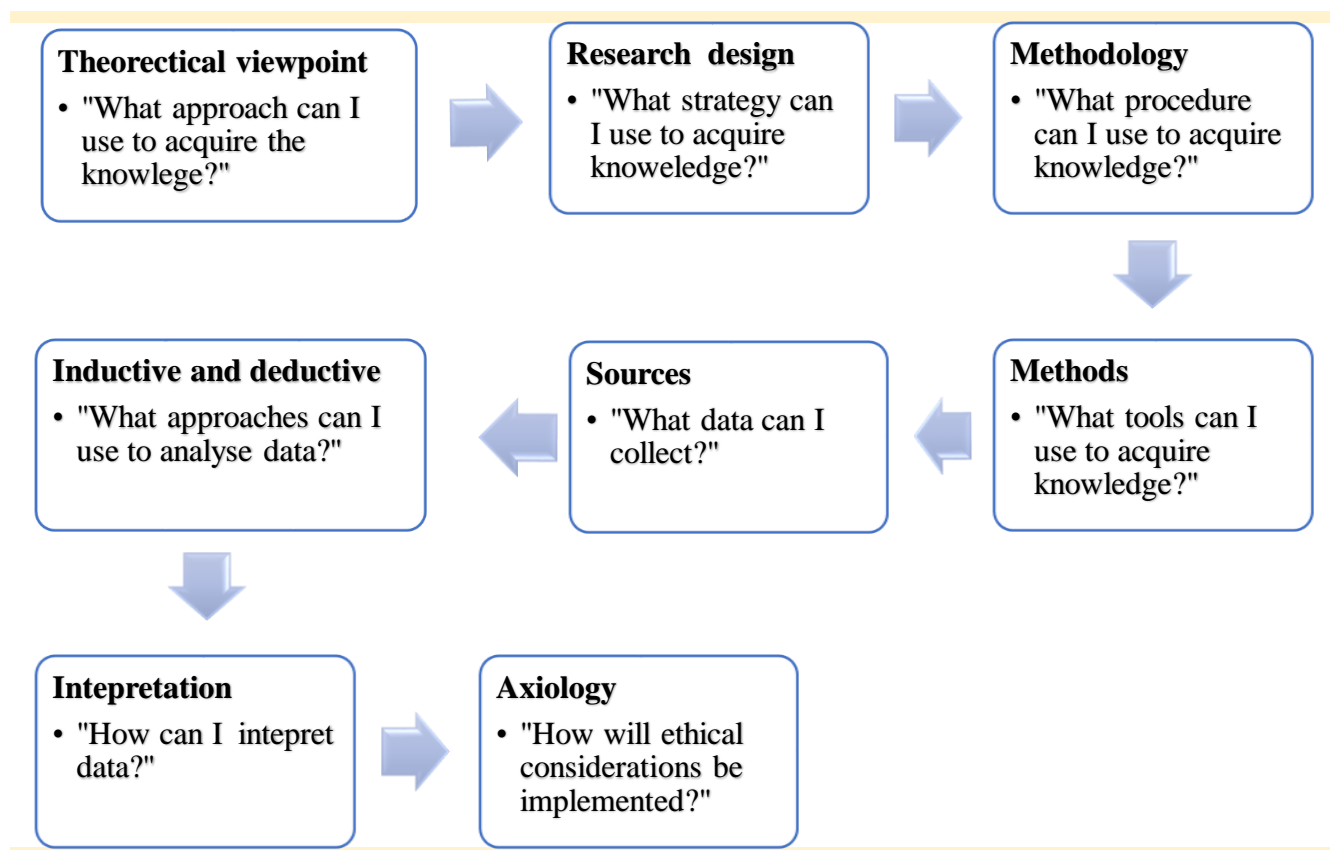 Theorectical viewpoint
• "What approach can I
use to acquire the
knowlege?"
Research design
• "What strategy can
I use to acquire
knoweledge?"
Methodology
• "What procedure
can I use to acquire
knowledge?"
Methods
• "What tools can I
use to acquire
knowledge?"
Sources
• "What data can I
collect?"
Inductive and deductive
• "What approaches can I
use to analyse data?"
Intepretation
• "How can I intepret
data?"
Axiology
• "How will ethical
considerations be
implemented?"